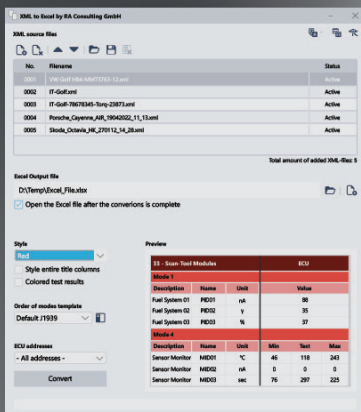 XML to Excel by RA Consulting GmbH
XML source files
No. Filename Status
0001 VW-Golf Active
0002 IT-Golf.xml Active
0003 IT-Golf-78678345-Torq-23873.xml Active
0004 Porsche_Cayenna_AIR_19042022_11_13.xml Active
0005 Skoda_Octavia_HK_270112_14_28.xml Active
Total amount of added XML-files: 5
Excel Output file
D:\Temp\Excel_File.xlsx
Open the Excel file after the converions is complete
Style
Red
Style entire title columns
Colored test results
Order of modes template
Default J1939
ECU addresses
- All addresses -
Convert
Preview
33 - Scan-Tool Modules ECU
Mode 1
Description Name Unit Value
Fuel System 01 PID01 nA 88
Fuel System 02 PID02 y 35
Fuel System 03 PID03 % 37
Mode 4
Description Name Unit Min Test Max
Sensor Monitor MID01 °C 46 118 243
Sensor Monitor MID02 nA 0 0 0
Sensor Monitor MID03 sec 76 297 225